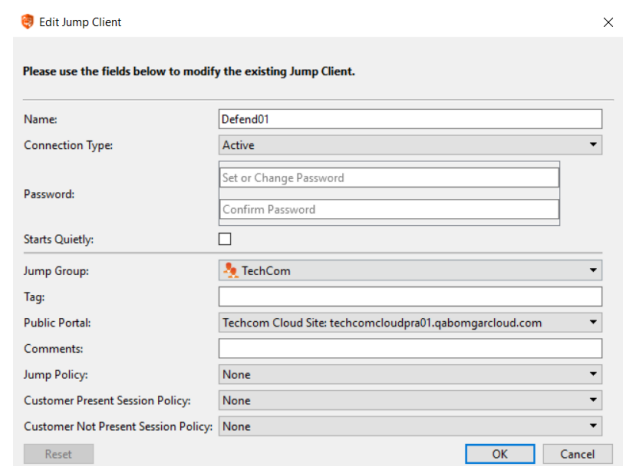 Edit Jump Client
Please use the fields below to modify the existing Jump Client.
Name: Defend01
Connection Type: Active
Password:
Set or Change Password
Confirm Password
Starts Quietly:
Jump Group: TechCom
Tag:
Public Portal: Techcom Cloud Site: techcomcloudpra01.qabomgarcloud.com
Comments:
Jump Policy: None
Customer Present Session Policy: None
Customer Not Present Session Policy: None
Reset OK Cancel